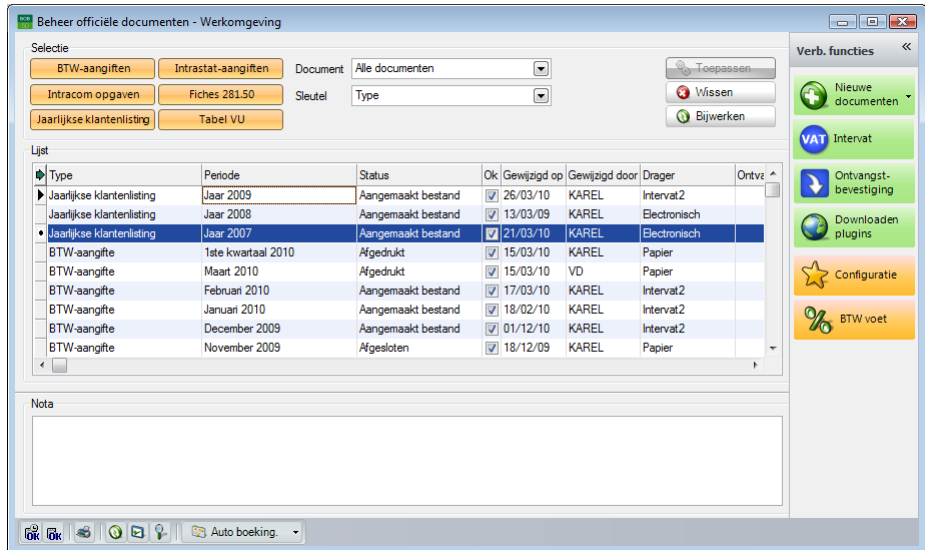 BOB 50 Beheer officiële documenten - Werkomgeving
Selectie
BTW-aangiften Intrastat-aangiften Document Alle documenten Toepassen
Intracom opgaven Fiches 281.50 Sleutel Type Wissen
Jaarlijkse klantenlisting Tabel VU Bijwerken
Lijst
Type Periode Status Ok Gewijzigd op Gewijzigd door Drager Ontva
Jaarlijkse klantenlisting Jaar 2009 Aangemaakt bestand 26/03/10 KAREL Intervat2
Jaarlijkse klantenlisting Jaar 2008 Aangemaakt bestand 13/03/09 KAREL Electronisch
Jaarlijkse klantenlisting Jaar 2007 Aangemaakt bestand 21/03/10 KAREL Electronisch
BTW-aangifte 1ste kwartaal 2010 Afgedrukt 15/03/10 KAREL Papier
BTW-aangifte Maart 2010 Afgedrukt 15/03/10 VD Papier
BTW-aangifte Februari 2010 Aangemaakt bestand 17/03/10 KAREL Intervat2
BTW-aangifte Januari 2010 Aangemaakt bestand 18/02/10 KAREL Intervat2
BTW-aangifte December 2009 Aangemaakt bestand 01/12/10 KAREL Intervat2
BTW-aangifte November 2009 Afgesloten 18/12/09 KAREL Papier
Nota
OK OK Auto boeking.
Verb. functies «
Nieuwe
documenten
VAT Intervat
Ontvangst-
bevestiging
Downloaden
plugins
Configuratie
% BTW voet